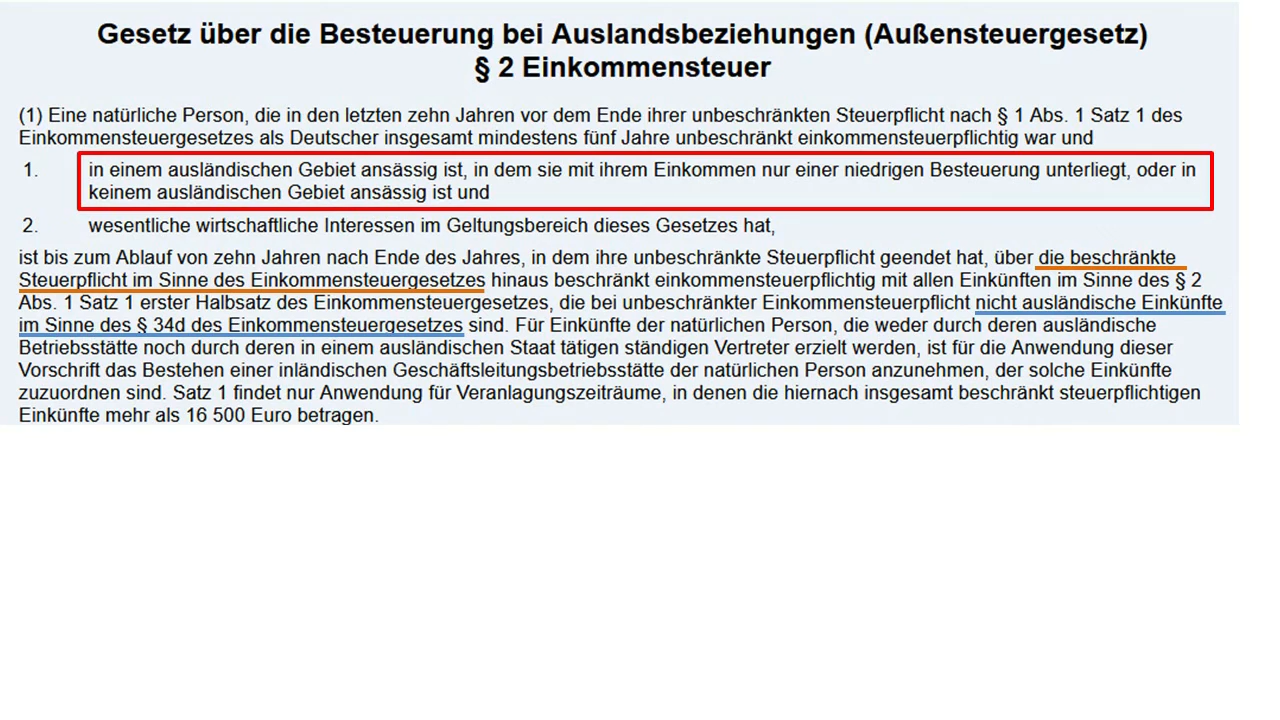 Gesetz über die Besteuerung bei Auslandsbeziehungen (Außensteuergesetz)
§ 2 Einkommensteuer
(1) Eine natürliche Person, die in den letzten zehn Jahren vor dem Ende ihrer unbeschränkten Steuerpflicht nach § 1 Abs. 1 Satz 1 des
Einkommensteuergesetzes als Deutscher insgesamt mindestens fünf Jahre unbeschränkt einkommensteuerpflichtig war und
1. in einem ausländischen Gebiet ansässig ist, in dem sie mit ihrem Einkommen nur einer niedrigen Besteuerung unterliegt, oder in
keinem ausländischen Gebiet ansässig ist und
2. wesentliche wirtschaftliche Interessen im Geltungsbereich dieses Gesetzes hat,
ist bis zum Ablauf von zehn Jahren nach Ende des Jahres, in dem ihre unbeschränkte Steuerpflicht geendet hat, über die beschränkte
Steuerpflicht im Sinne des Einkommensteuergesetzes hinaus beschränkt einkommensteuerpflichtig mit allen Einkünften im Sinne des § 2
Abs. 1 Satz 1 erster Halbsatz des Einkommensteuergesetzes, die bei unbeschränkter Einkommensteuerpflicht nicht ausländische Einkünfte
im Sinne des § 34d des Einkommensteuergesetzes sind. Für Einkünfte der natürlichen Person, die weder durch deren ausländische
Betriebsstätte noch durch deren in einem ausländischen Staat tätigen ständigen Vertreter erzielt werden, ist für die Anwendung dieser
Vorschrift das Bestehen einer inländischen Geschäftsleitungsbetriebsstätte der natürlichen Person anzunehmen, der solche Einkünfte
zuzuordnen sind. Satz 1 findet nur Anwendung für Veranlagungszeiträume, in denen die hiernach insgesamt beschränkt steuerpflichtigen
Einkünfte mehr als 16 500 Euro betragen.